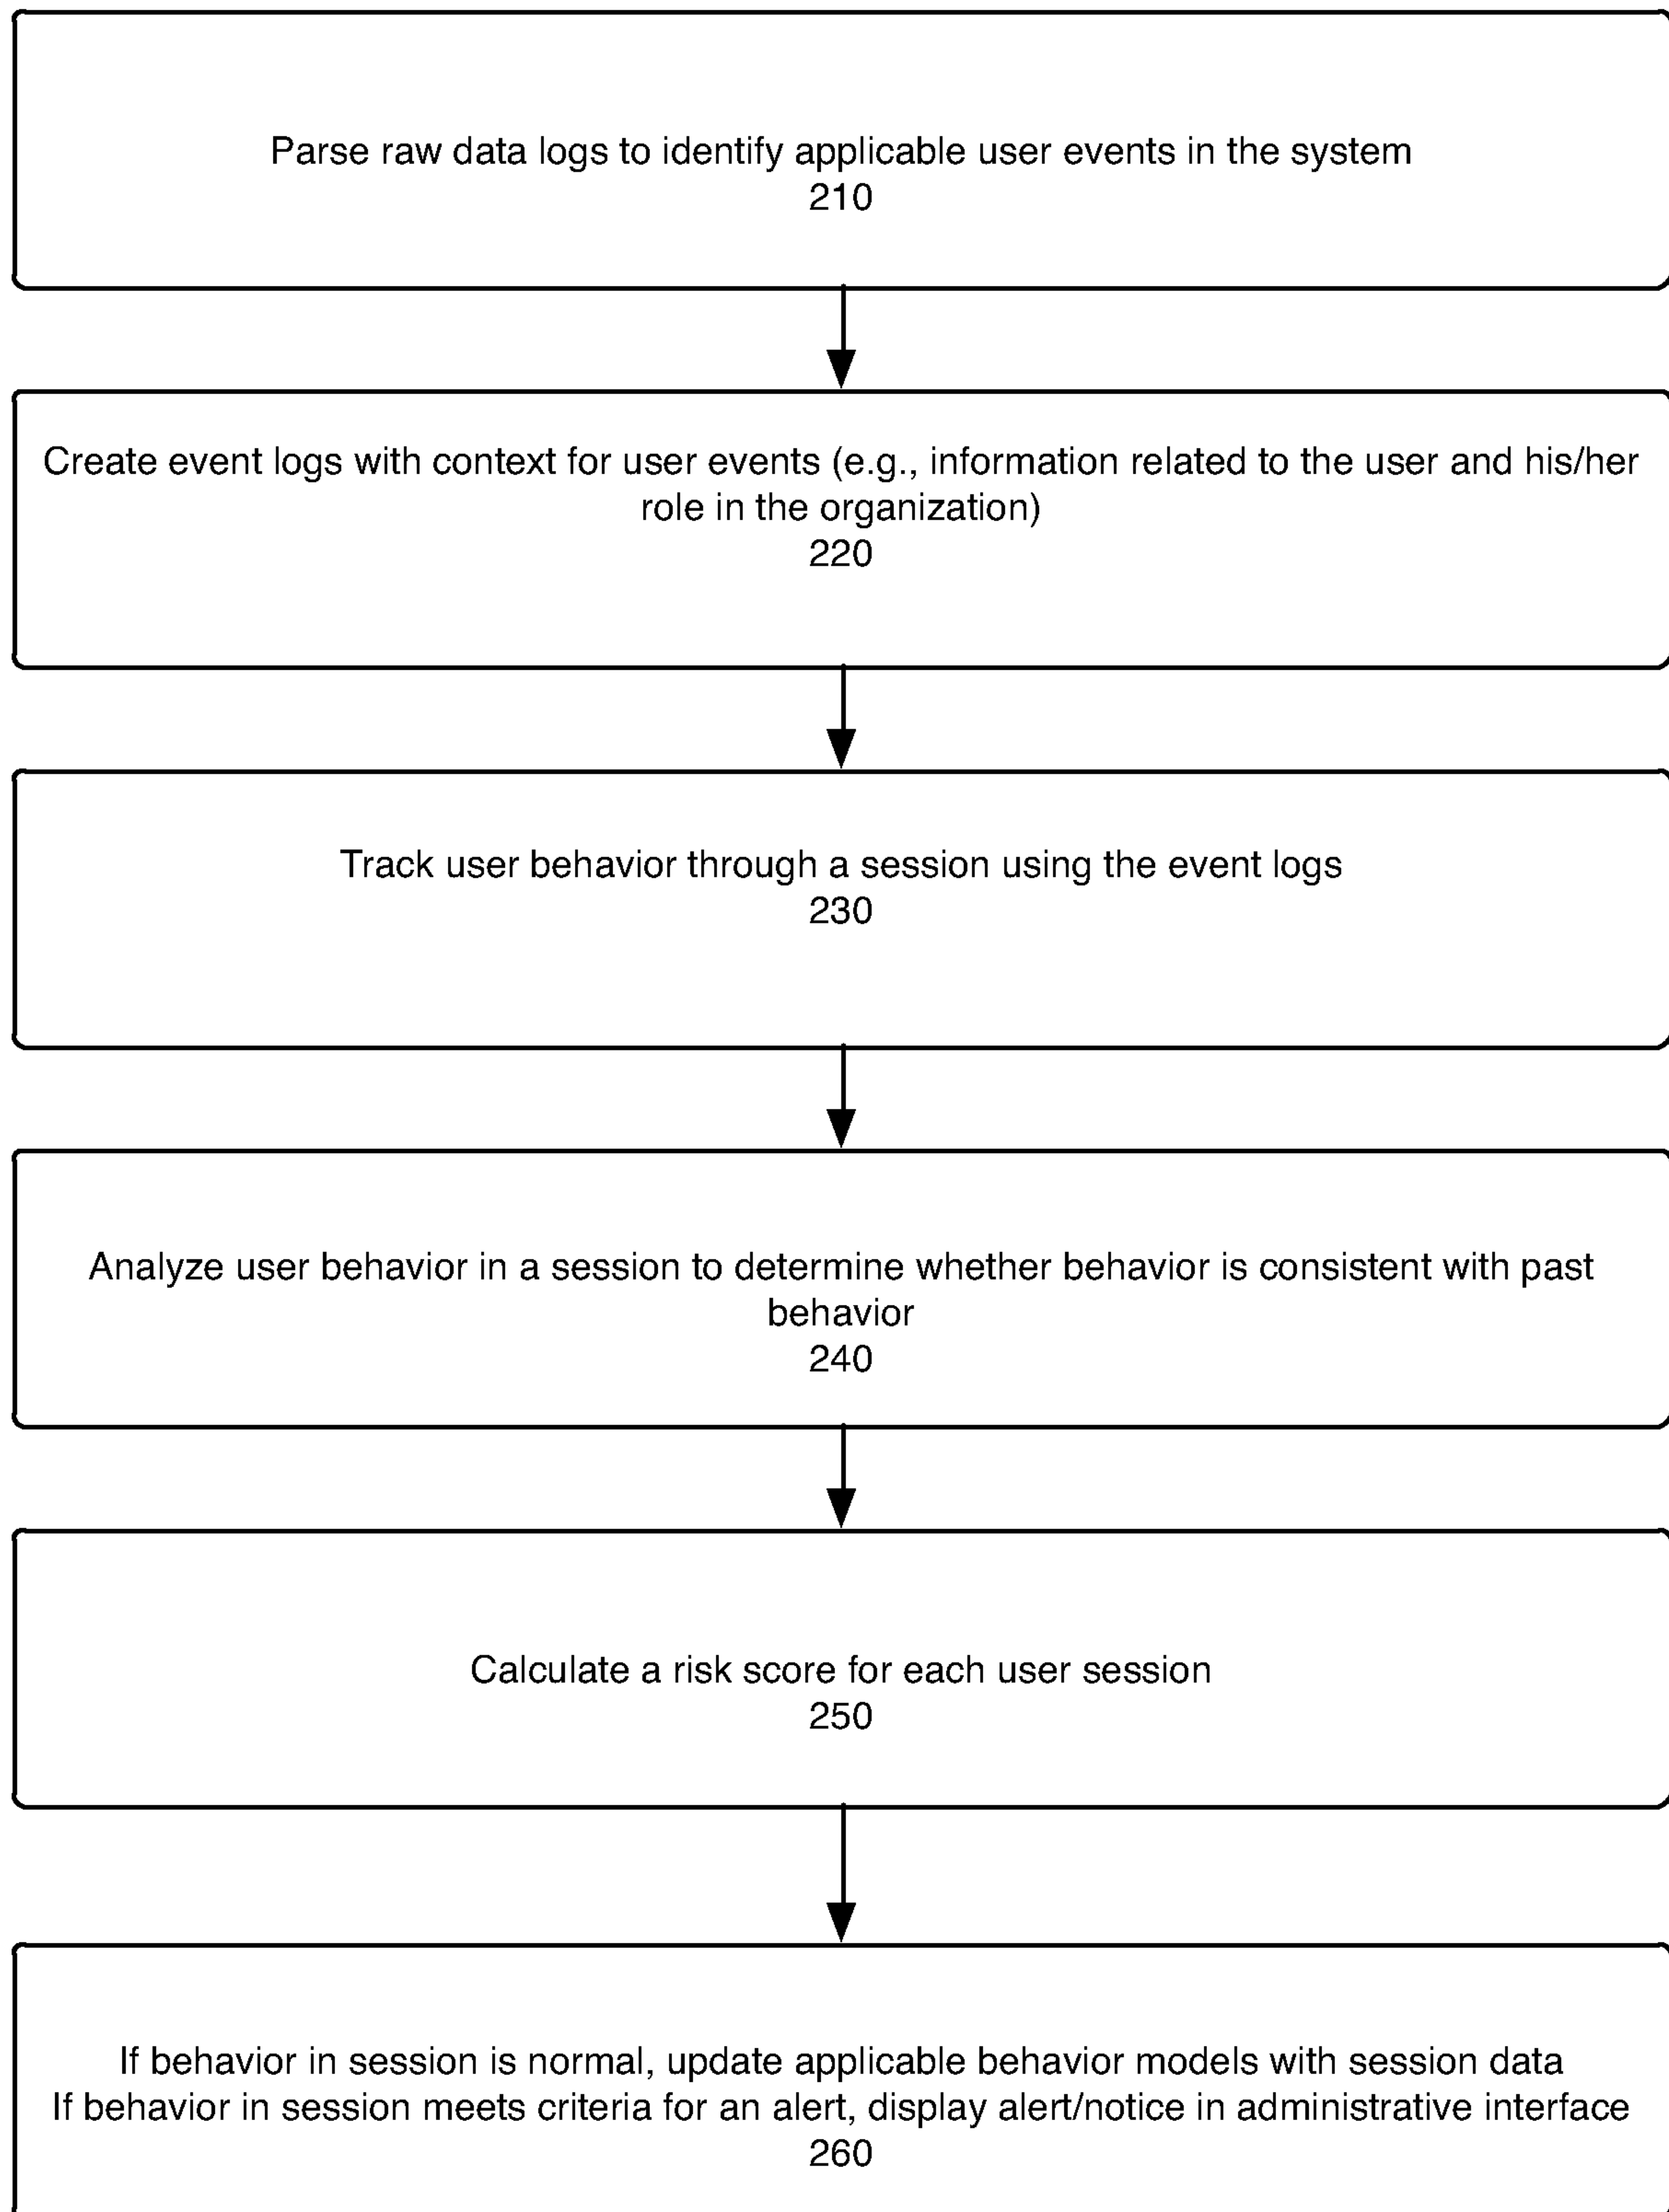 Parse raw data logs to identify applicable user events in the system
210
Create event logs with context for user events (e.g., information related to the user and his/her
role in the organization)
220
Track user behavior through a session using the event logs
230
Analyze user behavior in a session to determine whether behavior is consistent with past
behavior
240
Calculate a risk score for each user session
250
If behavior in session is normal, update applicable behavior models with session data
If behavior in session meets criteria for an alert, display alert/notice in administrative interface
260